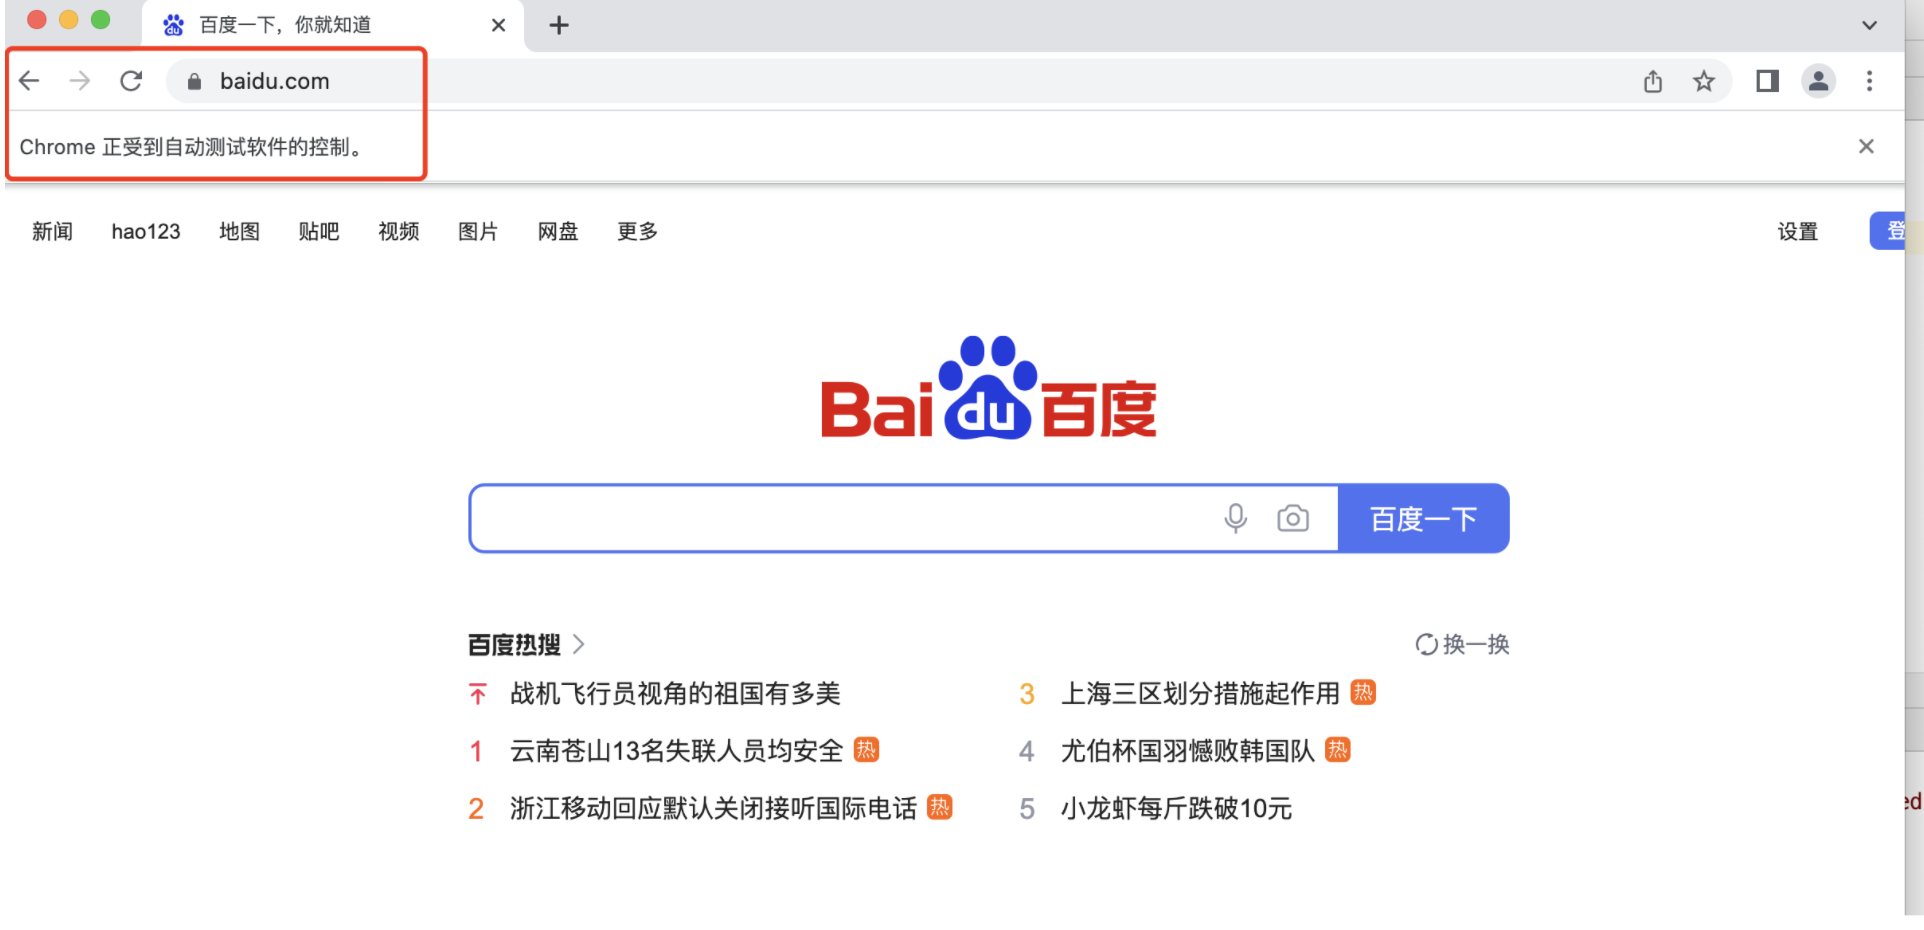 百度一下，你就知道
baidu.com
Chrome 正受到自动测试软件的控制。
新闻 hao123 地图 贴吧 视频 图片 网盘 更多 设置 登
Bai du 百度
百度一下
百度热搜 换一换
战机飞行员视角的祖国有多美
3 上海三区划分措施起作用 热
1 云南苍山13名失联人员均安全 热
4 尤伯杯国羽憾败韩国队 热
2 浙江移动回应默认关闭接听国际电话 热
5 小龙虾每斤跌破10元
ed